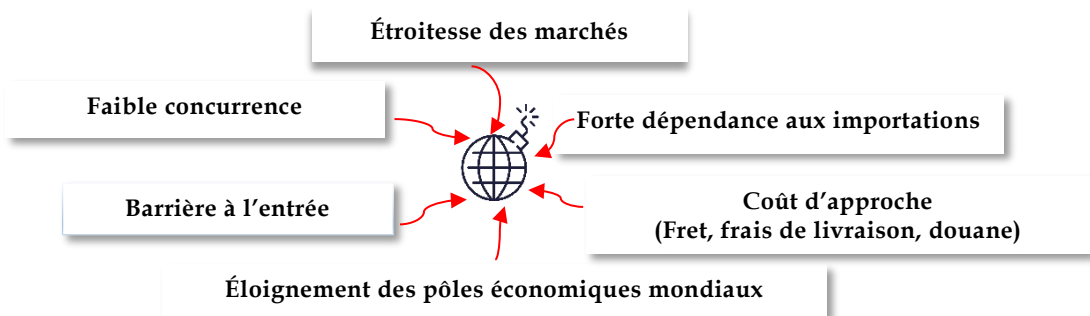 Étroitesse des marchés
Faible concurrence
Forte dépendance aux importations
Barrière à l’entrée
Coût d’approche
(Fret, frais de livraison, douane)
Éloignement des pôles économiques mondiaux